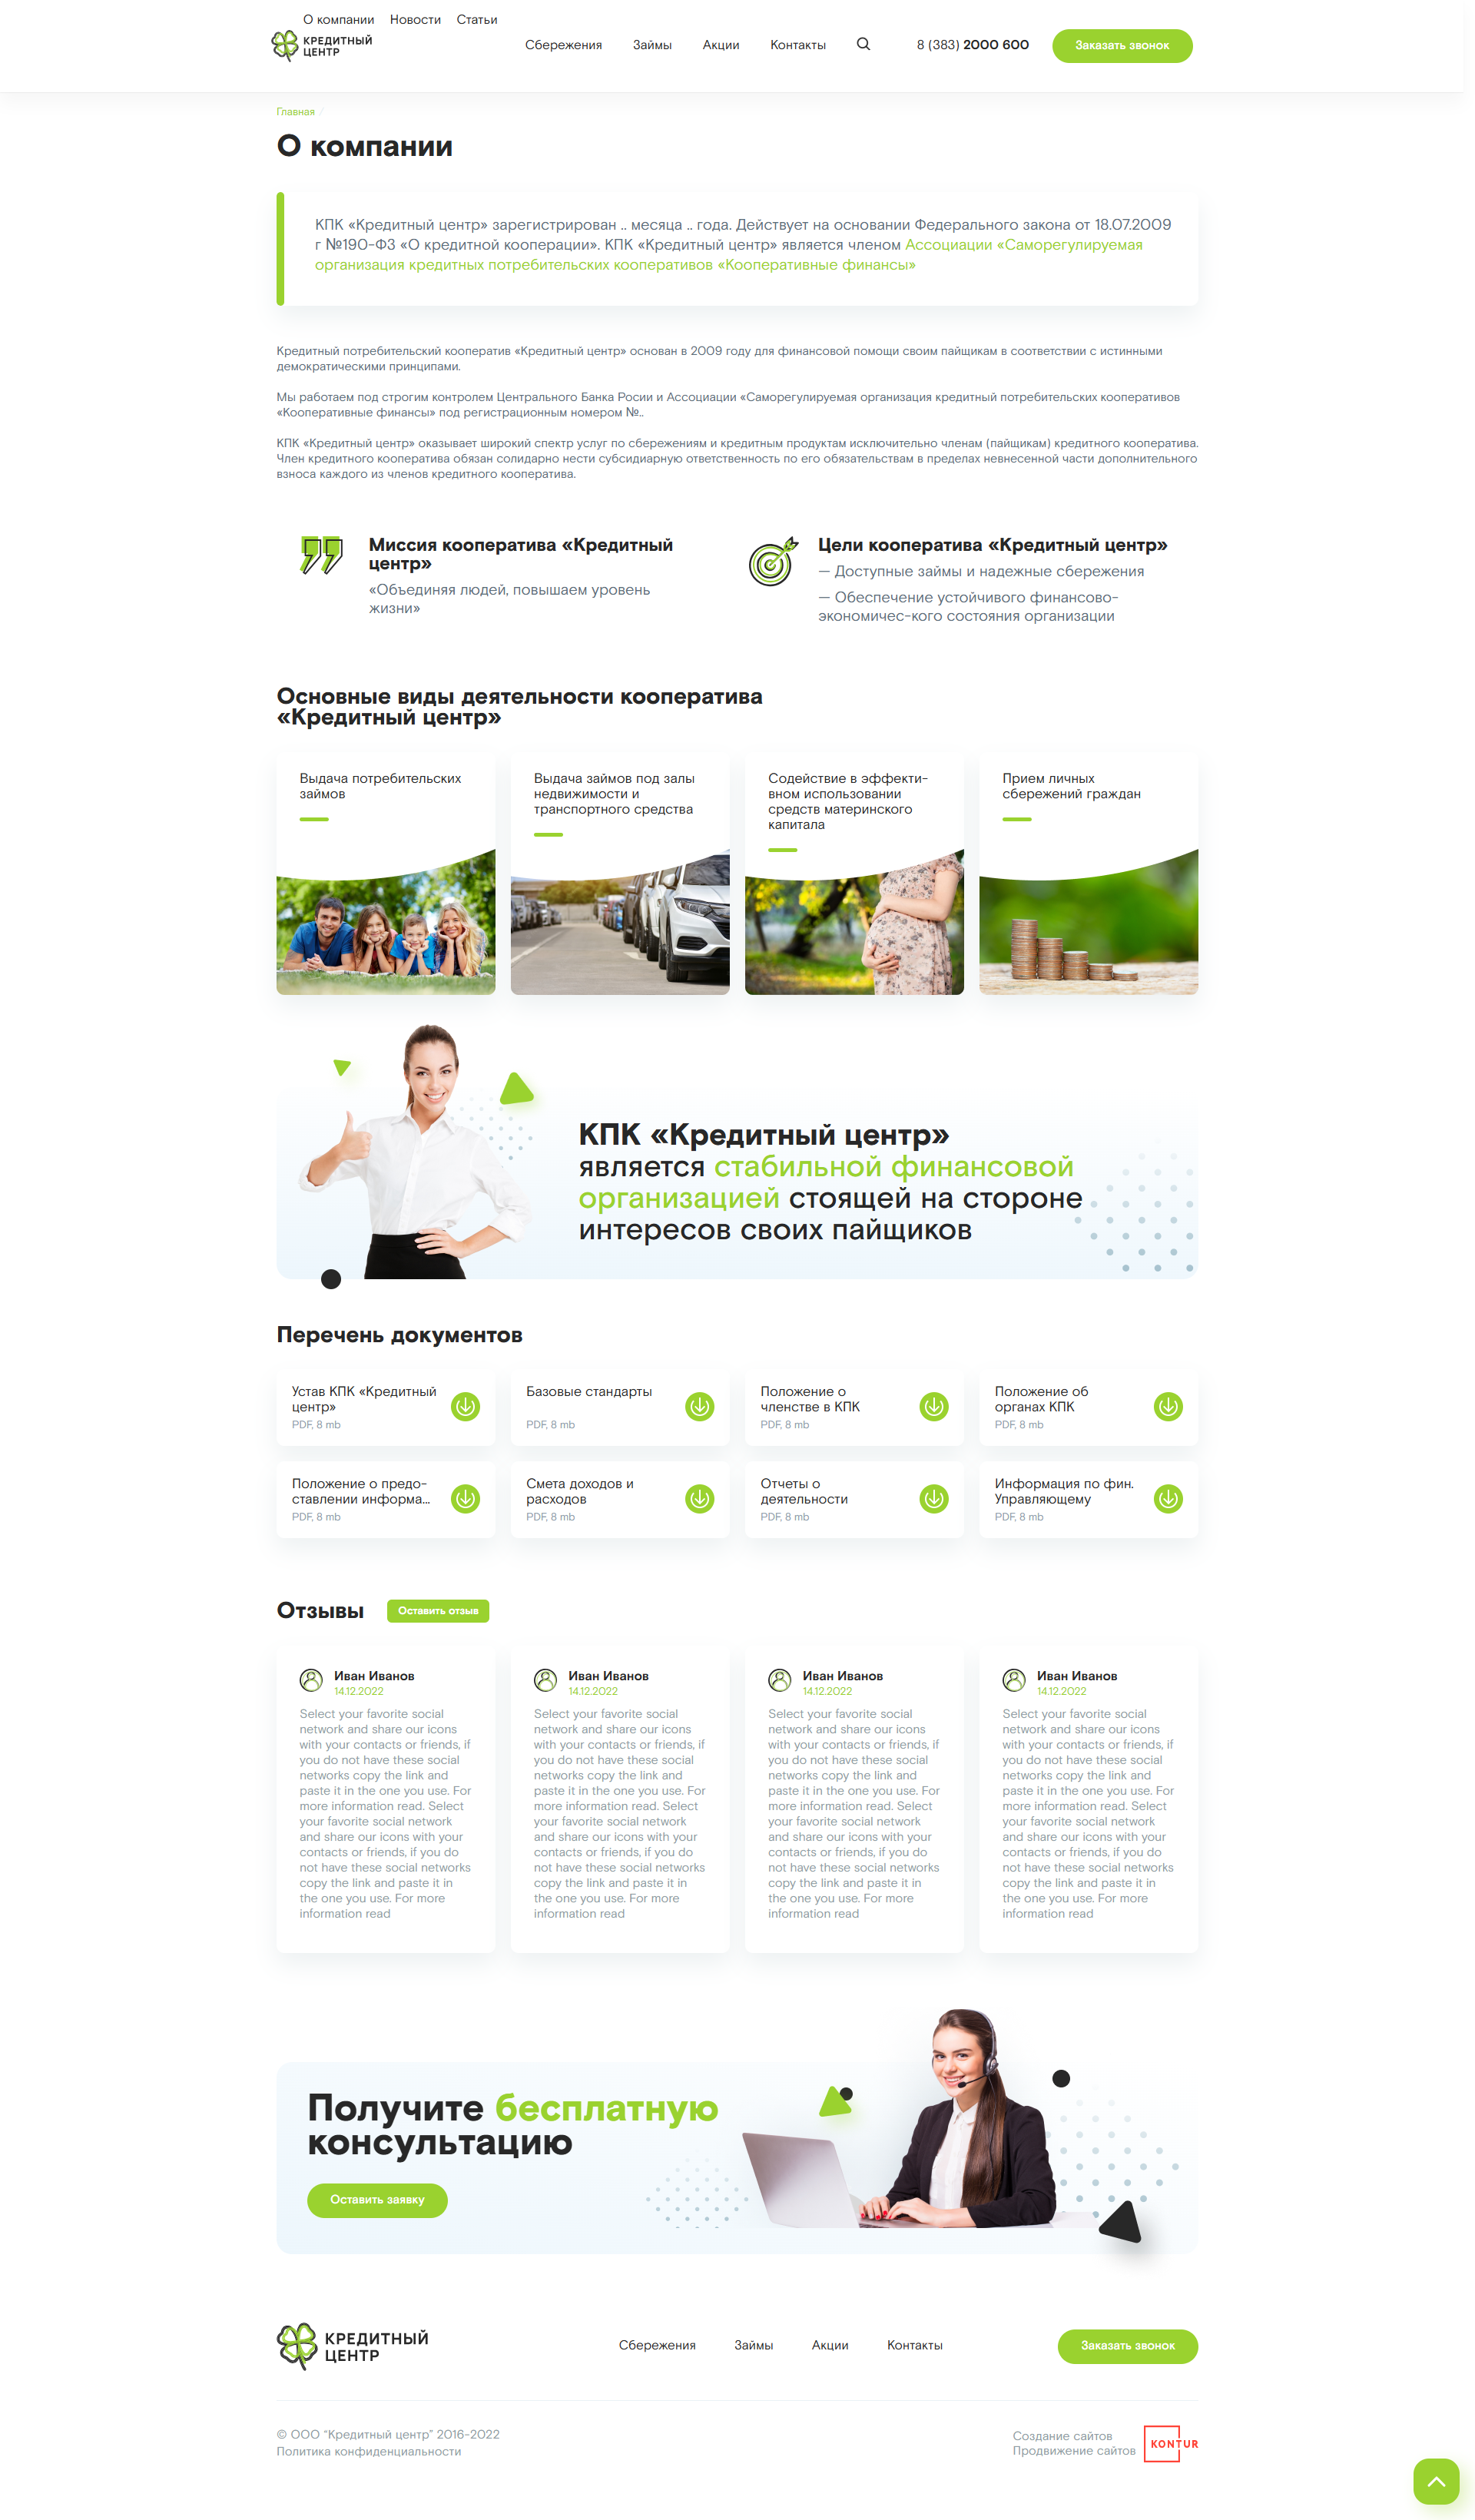 О компании Новости Статьи
КРЕДИТНЫЙ
ЦЕНТР
Сбережения Займы Акции Контакты 8 (383) 2000 600 Заказать звонок
Главная /
О компании
КПК «Кредитный центр» зарегистрирован .. месяца .. года. Действует на основании Федерального закона от 18.07.2009
г №190-ФЗ «О кредитной кооперации». КПК «Кредитный центр» является членом Ассоциации «Саморегулируемая
организация кредитных потребительских кооперативов «Кооперативные финансы»
Кредитный потребительский кооператив «Кредитный центр» основан в 2009 году для финансовой помощи своим пайщикам в соответствии с истинными
демократическими принципами.
Мы работаем под строгим контролем Центрального Банка Росии и Ассоциации «Саморегулируемая организация кредитный потребительских кооперативов
«Кооперативные финансы» под регистрационным номером №..
КПК «Кредитный центр» оказывает широкий спектр услуг по сбережениям и кредитным продуктам исключительно членам (пайщикам) кредитного кооператива.
Член кредитного кооператива обязан солидарно нести субсидиарную ответственность по его обязательствам в пределах невнесенной части дополнительного
взноса каждого из членов кредитного кооператива.
Миссия кооператива «Кредитный
центр»
«Объединяя людей, повышаем уровень
жизни»
Цели кооператива «Кредитный центр»
— Доступные займы и надежные сбережения
— Обеспечение устойчивого финансово-
экономичес-кого состояния организации
Основные виды деятельности кооператива
«Кредитный центр»
Выдача потребительских
займов
Выдача займов под залы
недвижимости и
транспортного средства
Содействие в эффекти-
вном использовании
средств материнского
капитала
Прием личных
сбережений граждан
КПК «Кредитный центр»
является стабильной финансовой
организацией стоящей на стороне
интересов своих пайщиков
Перечень документов
Устав КПК «Кредитный
центр»
PDF, 8 mb
Базовые стандарты
PDF, 8 mb
Положение о
членстве в КПК
PDF, 8 mb
Положение об
органах КПК
PDF, 8 mb
Положение о предо-
ставлении информа...
PDF, 8 mb
Смета доходов и
расходов
PDF, 8 mb
Отчеты о
деятельности
PDF, 8 mb
Информация по фин.
Управляющему
PDF, 8 mb
Отзывы Оставить отзыв
Иван Иванов
14.12.2022
Select your favorite social
network and share our icons
with your contacts or friends, if
you do not have these social
networks copy the link and
paste it in the one you use. For
more information read. Select
your favorite social network
and share our icons with your
contacts or friends, if you do
not have these social networks
copy the link and paste it in
the one you use. For more
information read
Иван Иванов
14.12.2022
Select your favorite social
network and share our icons
with your contacts or friends, if
you do not have these social
networks copy the link and
paste it in the one you use. For
more information read. Select
your favorite social network
and share our icons with your
contacts or friends, if you do
not have these social networks
copy the link and paste it in
the one you use. For more
information read
Иван Иванов
14.12.2022
Select your favorite social
network and share our icons
with your contacts or friends, if
you do not have these social
networks copy the link and
paste it in the one you use. For
more information read. Select
your favorite social network
and share our icons with your
contacts or friends, if you do
not have these social networks
copy the link and paste it in
the one you use. For more
information read
Иван Иванов
14.12.2022
Select your favorite social
network and share our icons
with your contacts or friends, if
you do not have these social
networks copy the link and
paste it in the one you use. For
more information read. Select
your favorite social network
and share our icons with your
contacts or friends, if you do
not have these social networks
copy the link and paste it in
the one you use. For more
information read
Получите бесплатную
консультацию
Оставить заявку
КРЕДИТНЫЙ
ЦЕНТР
Сбережения Займы Акции Контакты Заказать звонок
© ООО “Кредитный центр” 2016-2022
Политика конфиденциальности
Создание сайтов
Продвижение сайтов
KONTUR